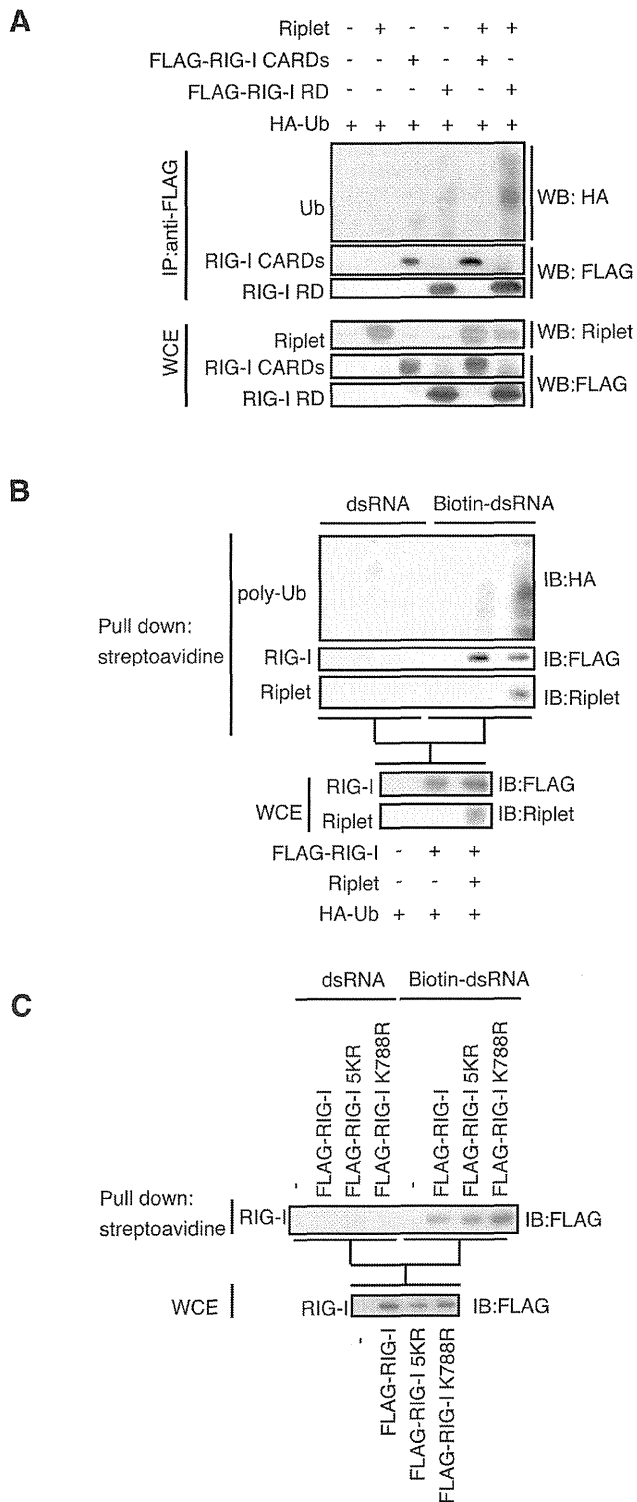 A
Riplet - + - - + +
FLAG-RIG-I CARDs - - + - + -
FLAG-RIG-I RD - - - + - +
HA-Ub + + + + + +
IP:anti-FLAG
Ub
WB: HA
RIG-I CARDs
WB: FLAG
RIG-I RD
WCE
Riplet
WB: Riplet
RIG-I CARDs
WB:FLAG
RIG-I RD
B
dsRNA Biotin-dsRNA
Pull down:
streptoavidine
poly-Ub
IB:HA
RIG-I
IB:FLAG
Riplet
IB:Riplet
WCE
RIG-I
IB:FLAG
Riplet
IB:Riplet
FLAG-RIG-I - + +
Riplet - - +
HA-Ub + + +
C
dsRNA Biotin-dsRNA
-
FLAG-RIG-I
FLAG-RIG-I 5KR
FLAG-RIG-I K788R
-
FLAG-RIG-I
FLAG-RIG-I 5KR
FLAG-RIG-I K788R
Pull down:
streptoavidine
RIG-I
IB:FLAG
WCE
RIG-I
IB:FLAG
-
FLAG-RIG-I
FLAG-RIG-I 5KR
FLAG-RIG-I K788R